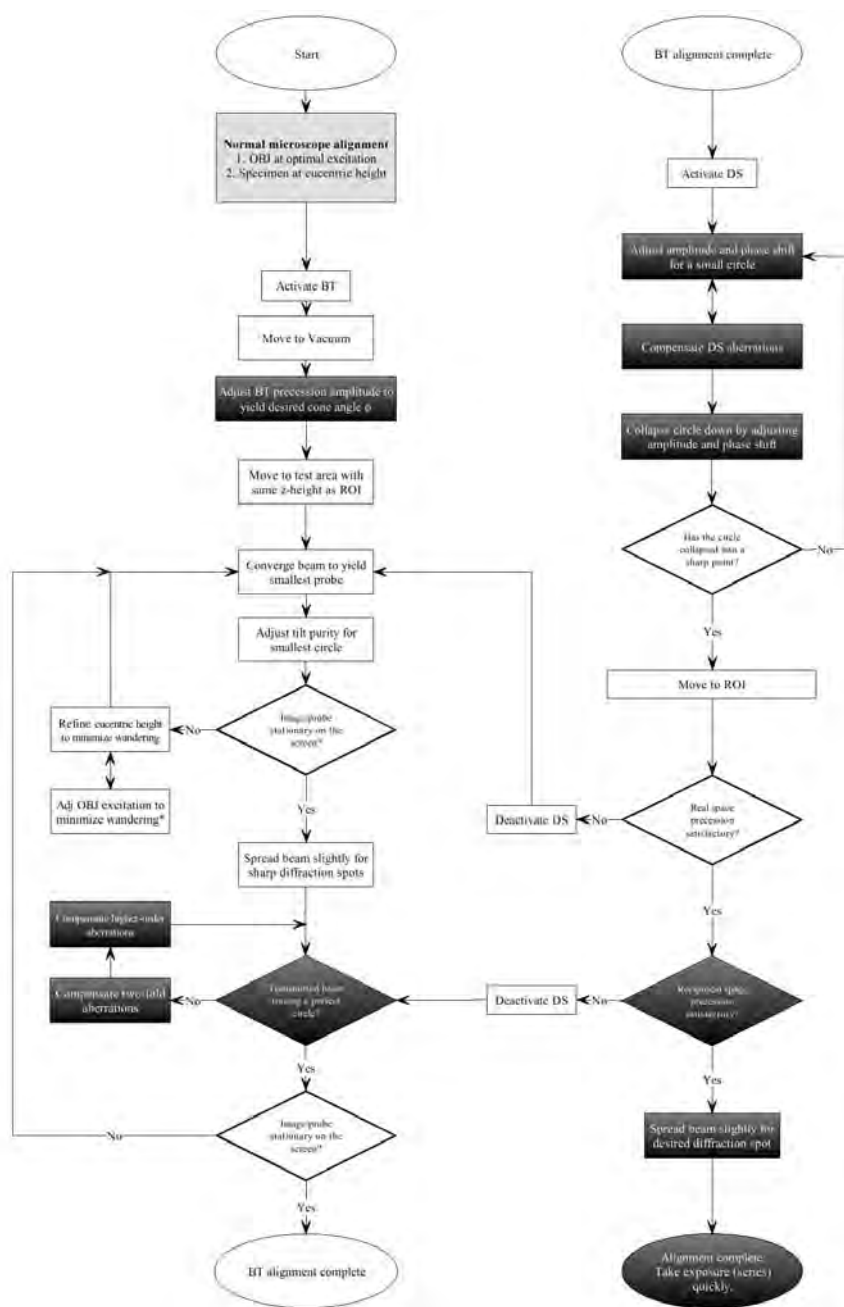 Start
Normal microscope alignment
1. OBJ at optimal excitation
2. Specimen at eucentric height
Activate BT
Move to Vacuum
Adjust BT precession amplitude to
yield desired cone angle φ
Move to test area with
same z-height as ROI
Converge beam to yield
smallest probe
Adjust tilt purity for
smallest circle
Image/probe
stationary on the
screen?
No
Refine eucentric height
to minimize wandering
Adj OBJ excitation to
minimize wandering*
Yes
Spread beam slightly for
sharp diffraction spots
Compensate higher-order
aberrations
Compensate two-fold
aberrations
No
Transmitted beam
tracing a perfect
circle?
Yes
Image/probe
stationary on the
screen?
No
Yes
BT alignment complete
BT alignment complete
Activate DS
Adjust amplitude and phase shift
for a small circle
Compensate DS aberrations
Collapse circle down by adjusting
amplitude and phase shift
Has the circle
collapsed into a
sharp point?
No
Yes
Move to ROI
Real space
precession
satisfactory?
No
Deactivate DS
Yes
Reciprocal space
precession
satisfactory?
No
Deactivate DS
Yes
Spread beam slightly for
desired diffraction spot
Alignment complete.
Take exposure (series)
quickly.